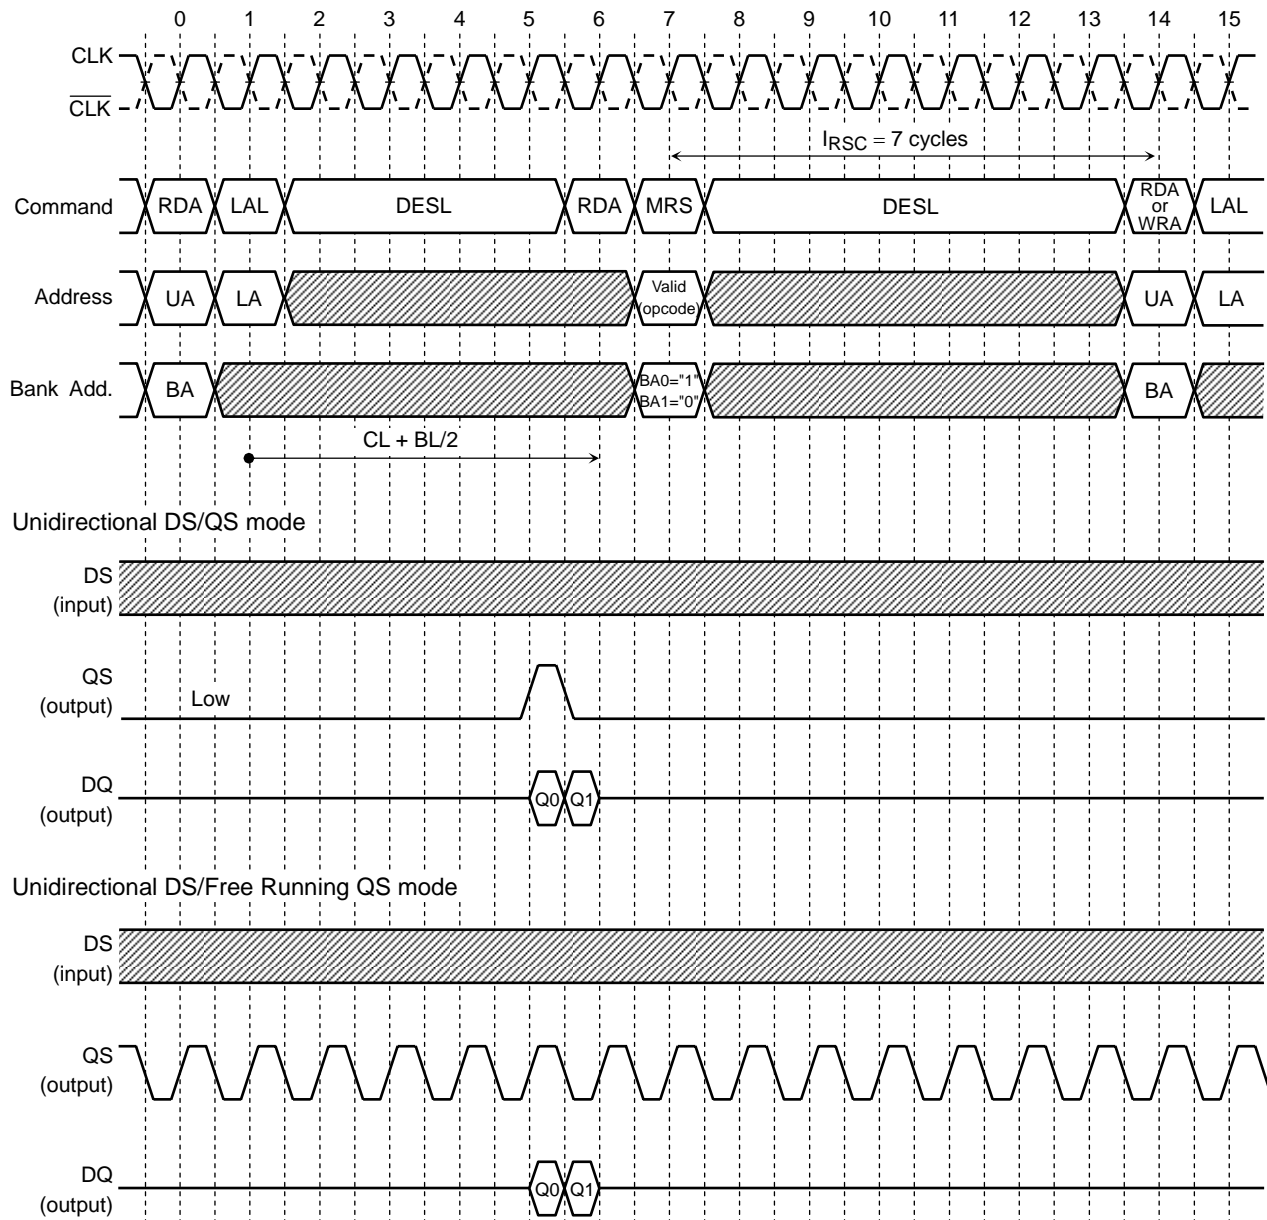 0 1 2 3 4 5 6 7 8 9 10 11 12 13 14 15
CLK
CLK
IRSC = 7 cycles
Command RDA LAL DESL RDA MRS DESL RDA or WRA LAL
Address UA LA Valid (opcode) UA LA
Bank Add. BA BA0="1" BA1="0" BA
CL + BL/2
Unidirectional DS/QS mode
DS
(input)
QS
(output)
Low
DQ
(output)
Q0 Q1
Unidirectional DS/Free Running QS mode
DS
(input)
QS
(output)
DQ
(output)
Q0 Q1